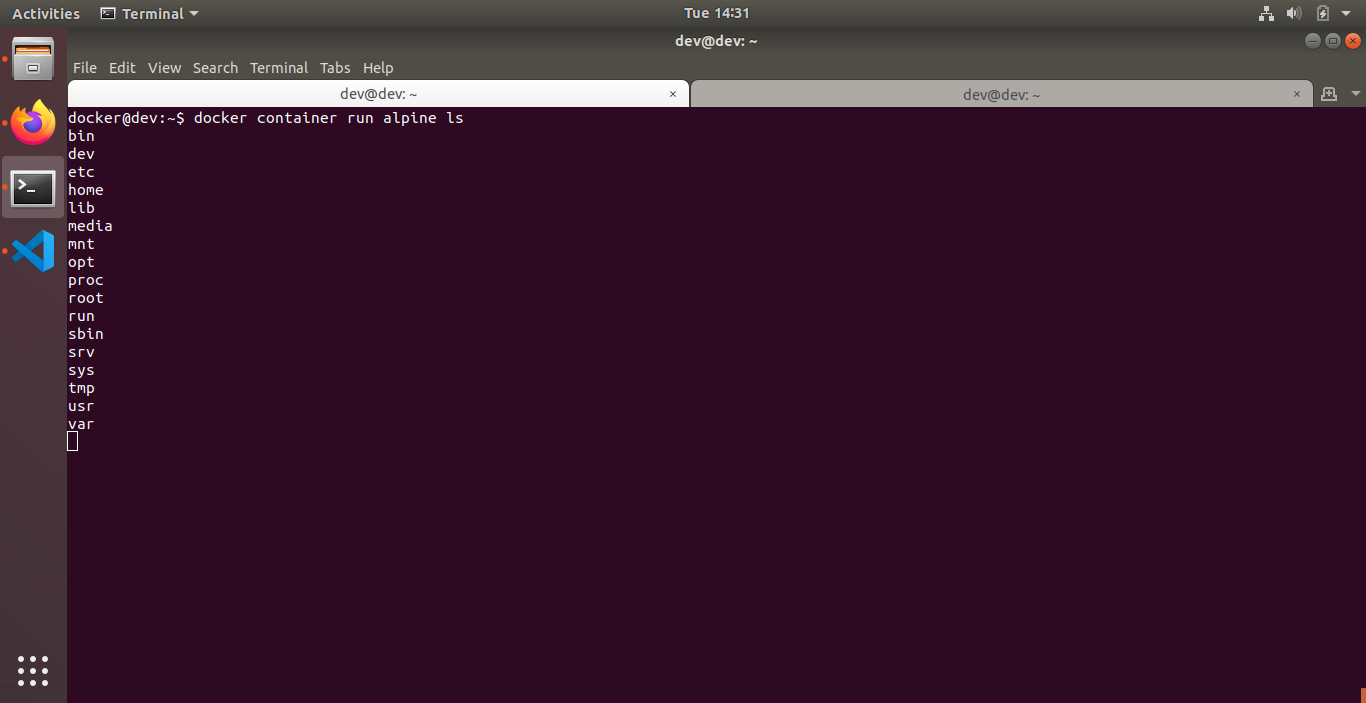 Activities Terminal Tue 14:31
dev@dev: ~
File Edit View Search Terminal Tabs Help
dev@dev: ~ × dev@dev: ~ ×
docker@dev:~$ docker container run alpine ls
bin
dev
etc
home
lib
media
mnt
opt
proc
root
run
sbin
srv
sys
tmp
usr
var